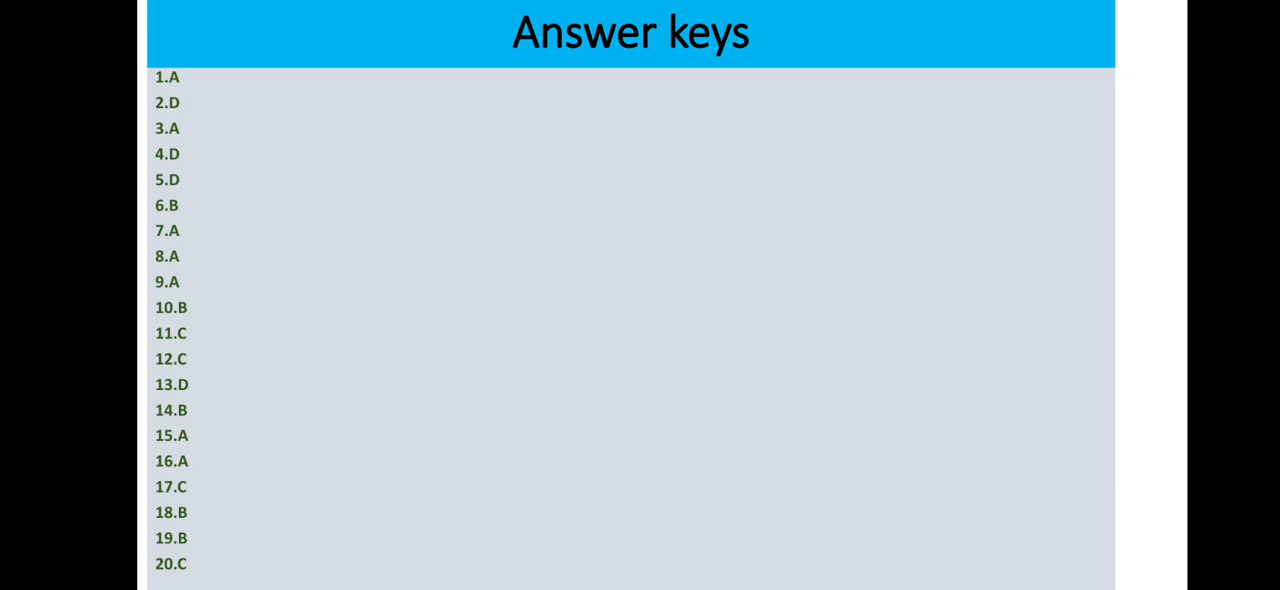 Answer keys
1.A
2.D
3.A
4.D
5.D
6.B
7.A
8.A
9.A
10.B
11.C
12.C
13.D
14.B
15.A
16.A
17.C
18.B
19.B
20.C